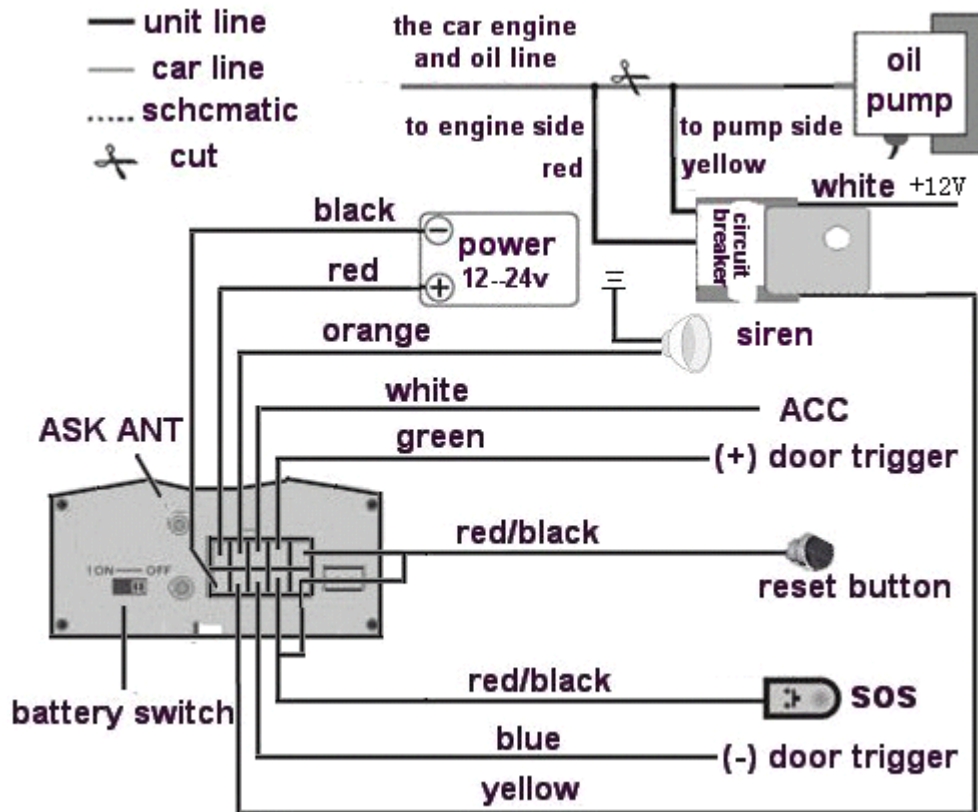 unit line
car line
schcmatic
cut
the car engine
and oil line
oil
pump
to engine side
red
to pump side
yellow
white +12V
circuit
breaker
black
power
12--24v
red
orange
siren
white
ACC
ASK ANT
green
(+) door trigger
red/black
reset button
ION OFF
battery switch
red/black
SOS
blue
(-) door trigger
yellow